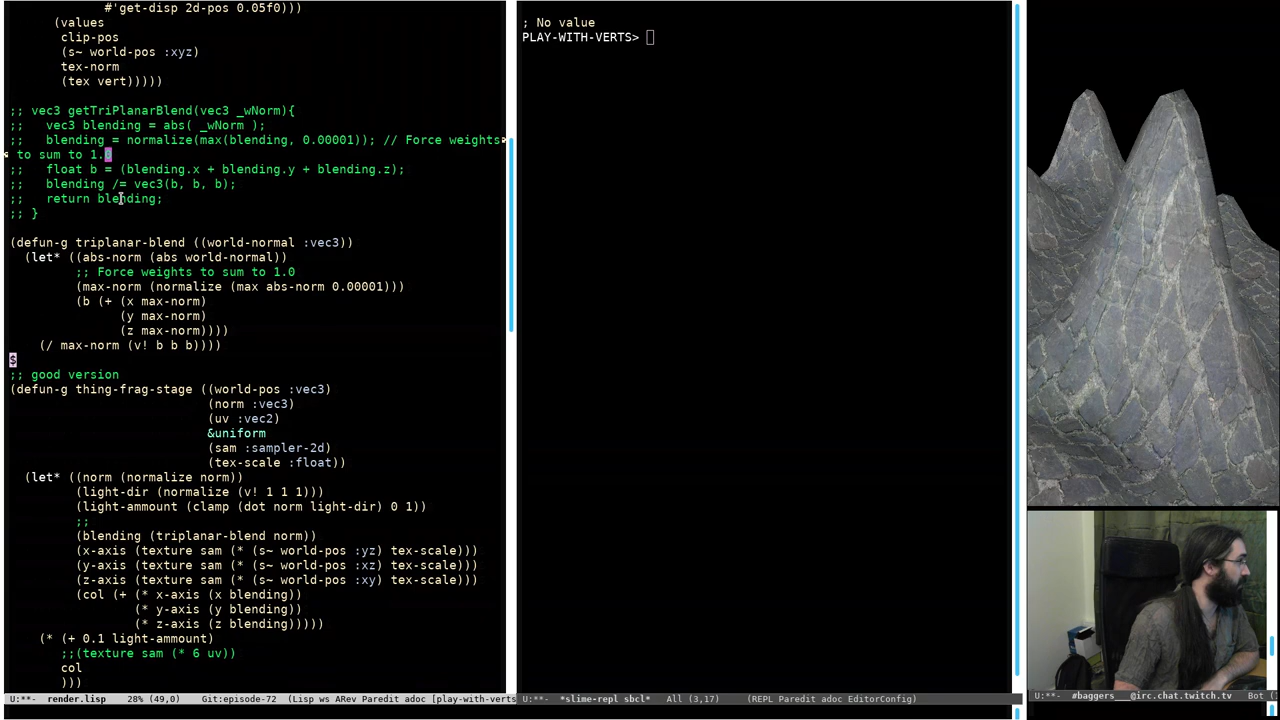 #'get-disp 2d-pos 0.05f0)))
(values
clip-pos
(s~ world-pos :xyz)
tex-norm
(tex vert)))))
;; vec3 getTriPlanarBlend(vec3 _wNorm){
;;   vec3 blending = abs( _wNorm );
;;   blending = normalize(max(blending, 0.00001)); // Force weights
to sum to 1.0
;;   float b = (blending.x + blending.y + blending.z);
;;   blending /= vec3(b, b, b);
;;   return blending;
;; }
(defun-g triplanar-blend ((world-normal :vec3))
(let* ((abs-norm (abs world-normal))
;; Force weights to sum to 1.0
(max-norm (normalize (max abs-norm 0.00001)))
(b (+ (x max-norm)
(y max-norm)
(z max-norm))))
(/ max-norm (v! b b b))))
$
;; good version
(defun-g thing-frag-stage ((world-pos :vec3)
(norm :vec3)
(uv :vec2)
&uniform
(sam :sampler-2d)
(tex-scale :float))
(let* ((norm (normalize norm))
(light-dir (normalize (v! 1 1 1)))
(light-amount (clamp (dot norm light-dir) 0 1))
;;
(blending (triplanar-blend norm))
(x-axis (texture sam (* (s~ world-pos :yz) tex-scale)))
(y-axis (texture sam (* (s~ world-pos :xz) tex-scale)))
(z-axis (texture sam (* (s~ world-pos :xy) tex-scale)))
(col (+ (* x-axis (x blending))
(* y-axis (y blending))
(* z-axis (z blending)))))
(* (+ 0.1 light-amount)
;;(texture sam (* 6 uv))
col
)))
U:**-  render.lisp    28% (49,0)    Git:episode-72  (Lisp ws ARev Paredit adoc [play-with-verts
; No value
PLAY-WITH-VERTS>
U:**-  *slime-repl sbcl*   All (3,17)     (REPL Paredit adoc EditorConfig)
U:**-  #baggers___@irc.chat.twitch.tv   Bot (